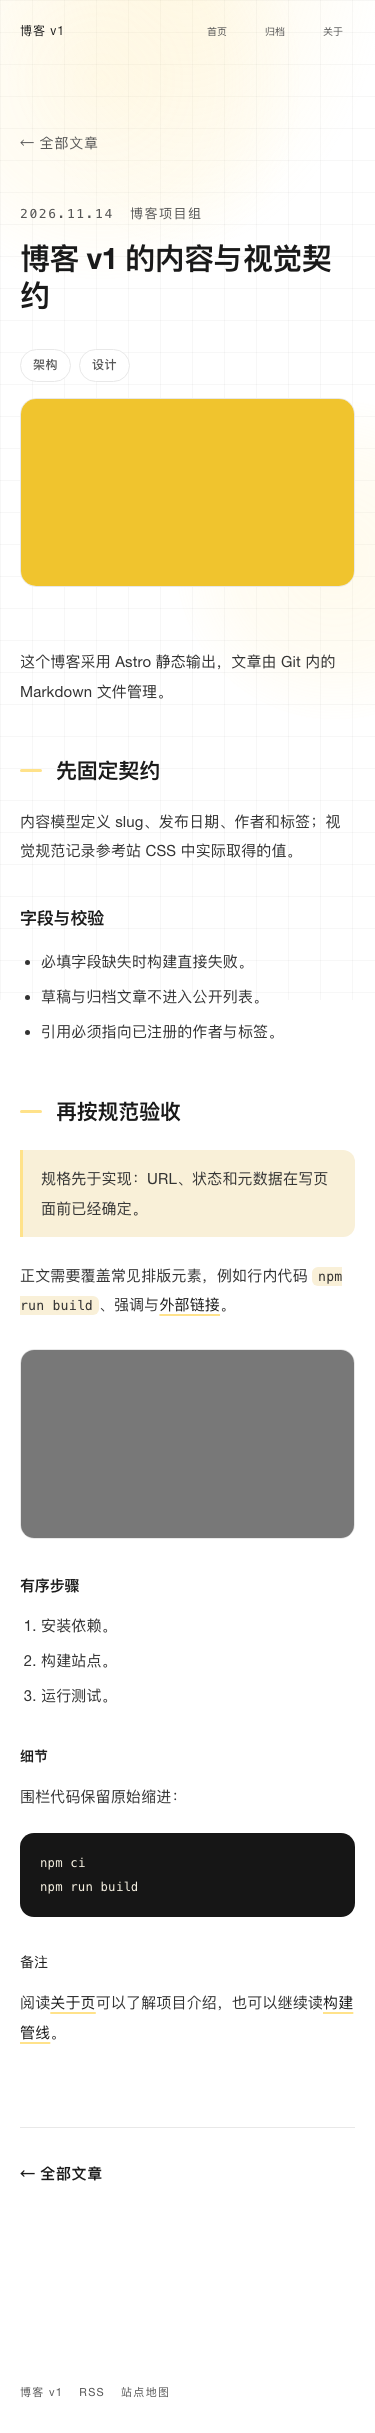 博客 v1 首页 归档 关于
← 全部文章
2026.11.14 博客项目组
博客 v1 的内容与视觉契
约
架构 设计
这个博客采用 Astro 静态输出，文章由 Git 内的
Markdown 文件管理。
先固定契约
内容模型定义 slug、发布日期、作者和标签；视
觉规范记录参考站 CSS 中实际取得的值。
字段与校验
• 必填字段缺失时构建直接失败。
• 草稿与归档文章不进入公开列表。
• 引用必须指向已注册的作者与标签。
再按规范验收
规格先于实现：URL、状态和元数据在写页
面前已经确定。
正文需要覆盖常见排版元素，例如行内代码 npm
run build 、强调与外部链接。
有序步骤
1. 安装依赖。
2. 构建站点。
3. 运行测试。
细节
围栏代码保留原始缩进：
npm ci
npm run build
备注
阅读关于页可以了解项目介绍，也可以继续读构建
管线。
← 全部文章
博客 v1 RSS 站点地图